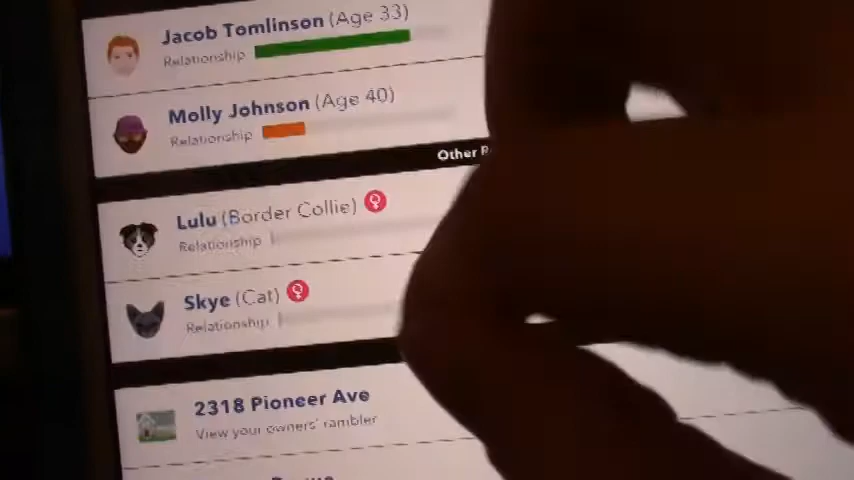 Jacob Tomlinson (Age 33)
Relationship
Molly Johnson (Age 40)
Relationship
Other
Lulu (Border Collie)
Relationship
Skye (Cat)
Relationship
2318 Pioneer Ave
View your owners' rambler